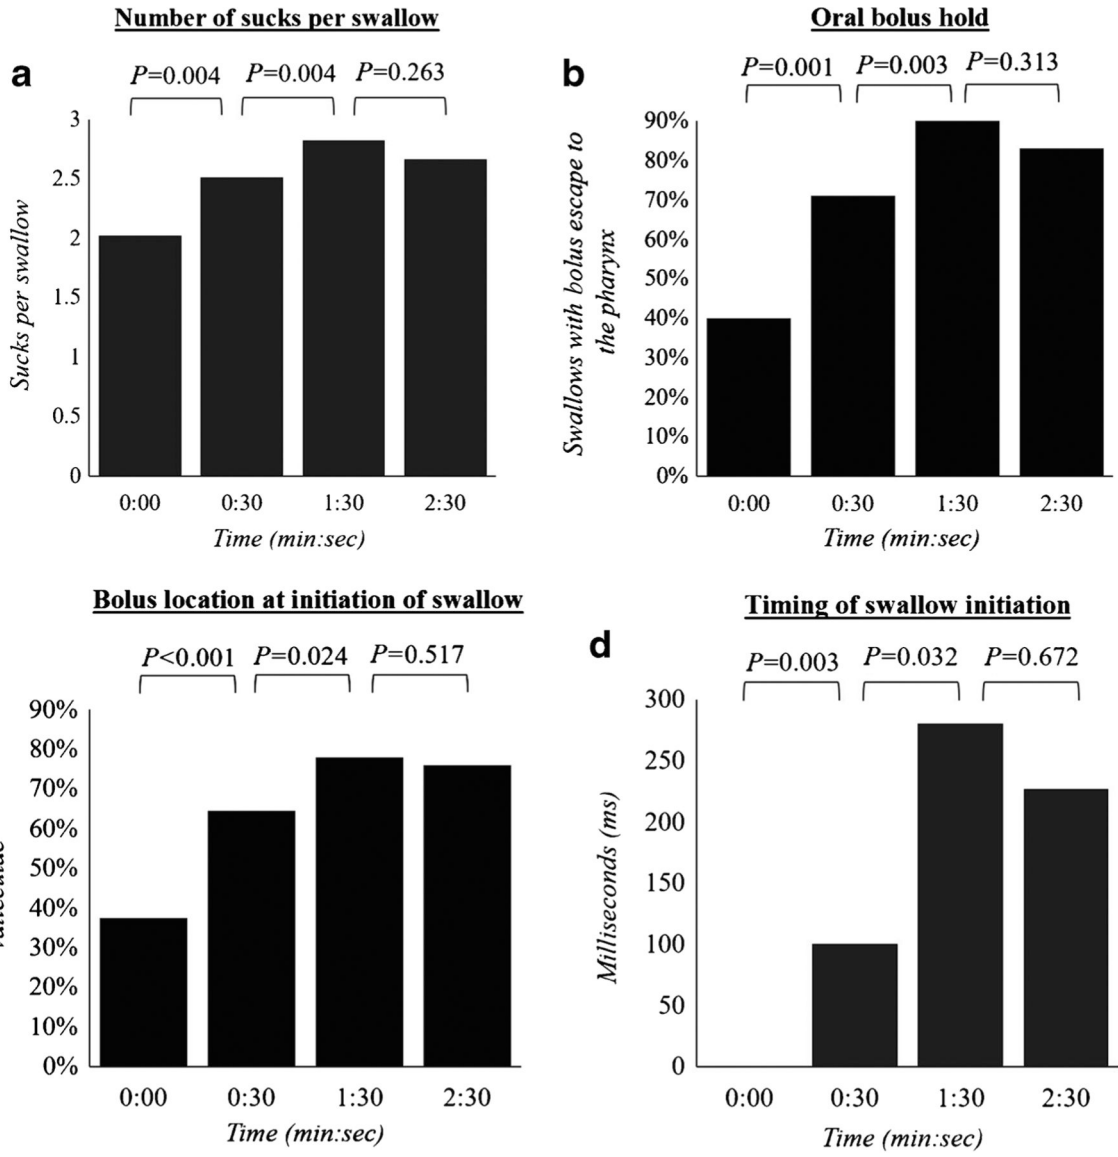 Number of sucks per swallow
a
P=0.004 P=0.004 P=0.263
3
2.5
2
1.5
1
0.5
0
Sucks per swallow
0:00 0:30 1:30 2:30
Time (min:sec)
Oral bolus hold
b
P=0.001 P=0.003 P=0.313
90%
80%
70%
60%
50%
40%
30%
20%
10%
0%
Swallows with bolus escape to
the pharynx
0:00 0:30 1:30 2:30
Time (min:sec)
Bolus location at initiation of swallow
P<0.001 P=0.024 P=0.517
90%
80%
70%
60%
50%
40%
30%
20%
10%
0%
0:00 0:30 1:30 2:30
Time (min:sec)
Timing of swallow initiation
d
P=0.003 P=0.032 P=0.672
300
250
200
150
100
50
0
Milliseconds (ms)
0:00 0:30 1:30 2:30
Time (min:sec)